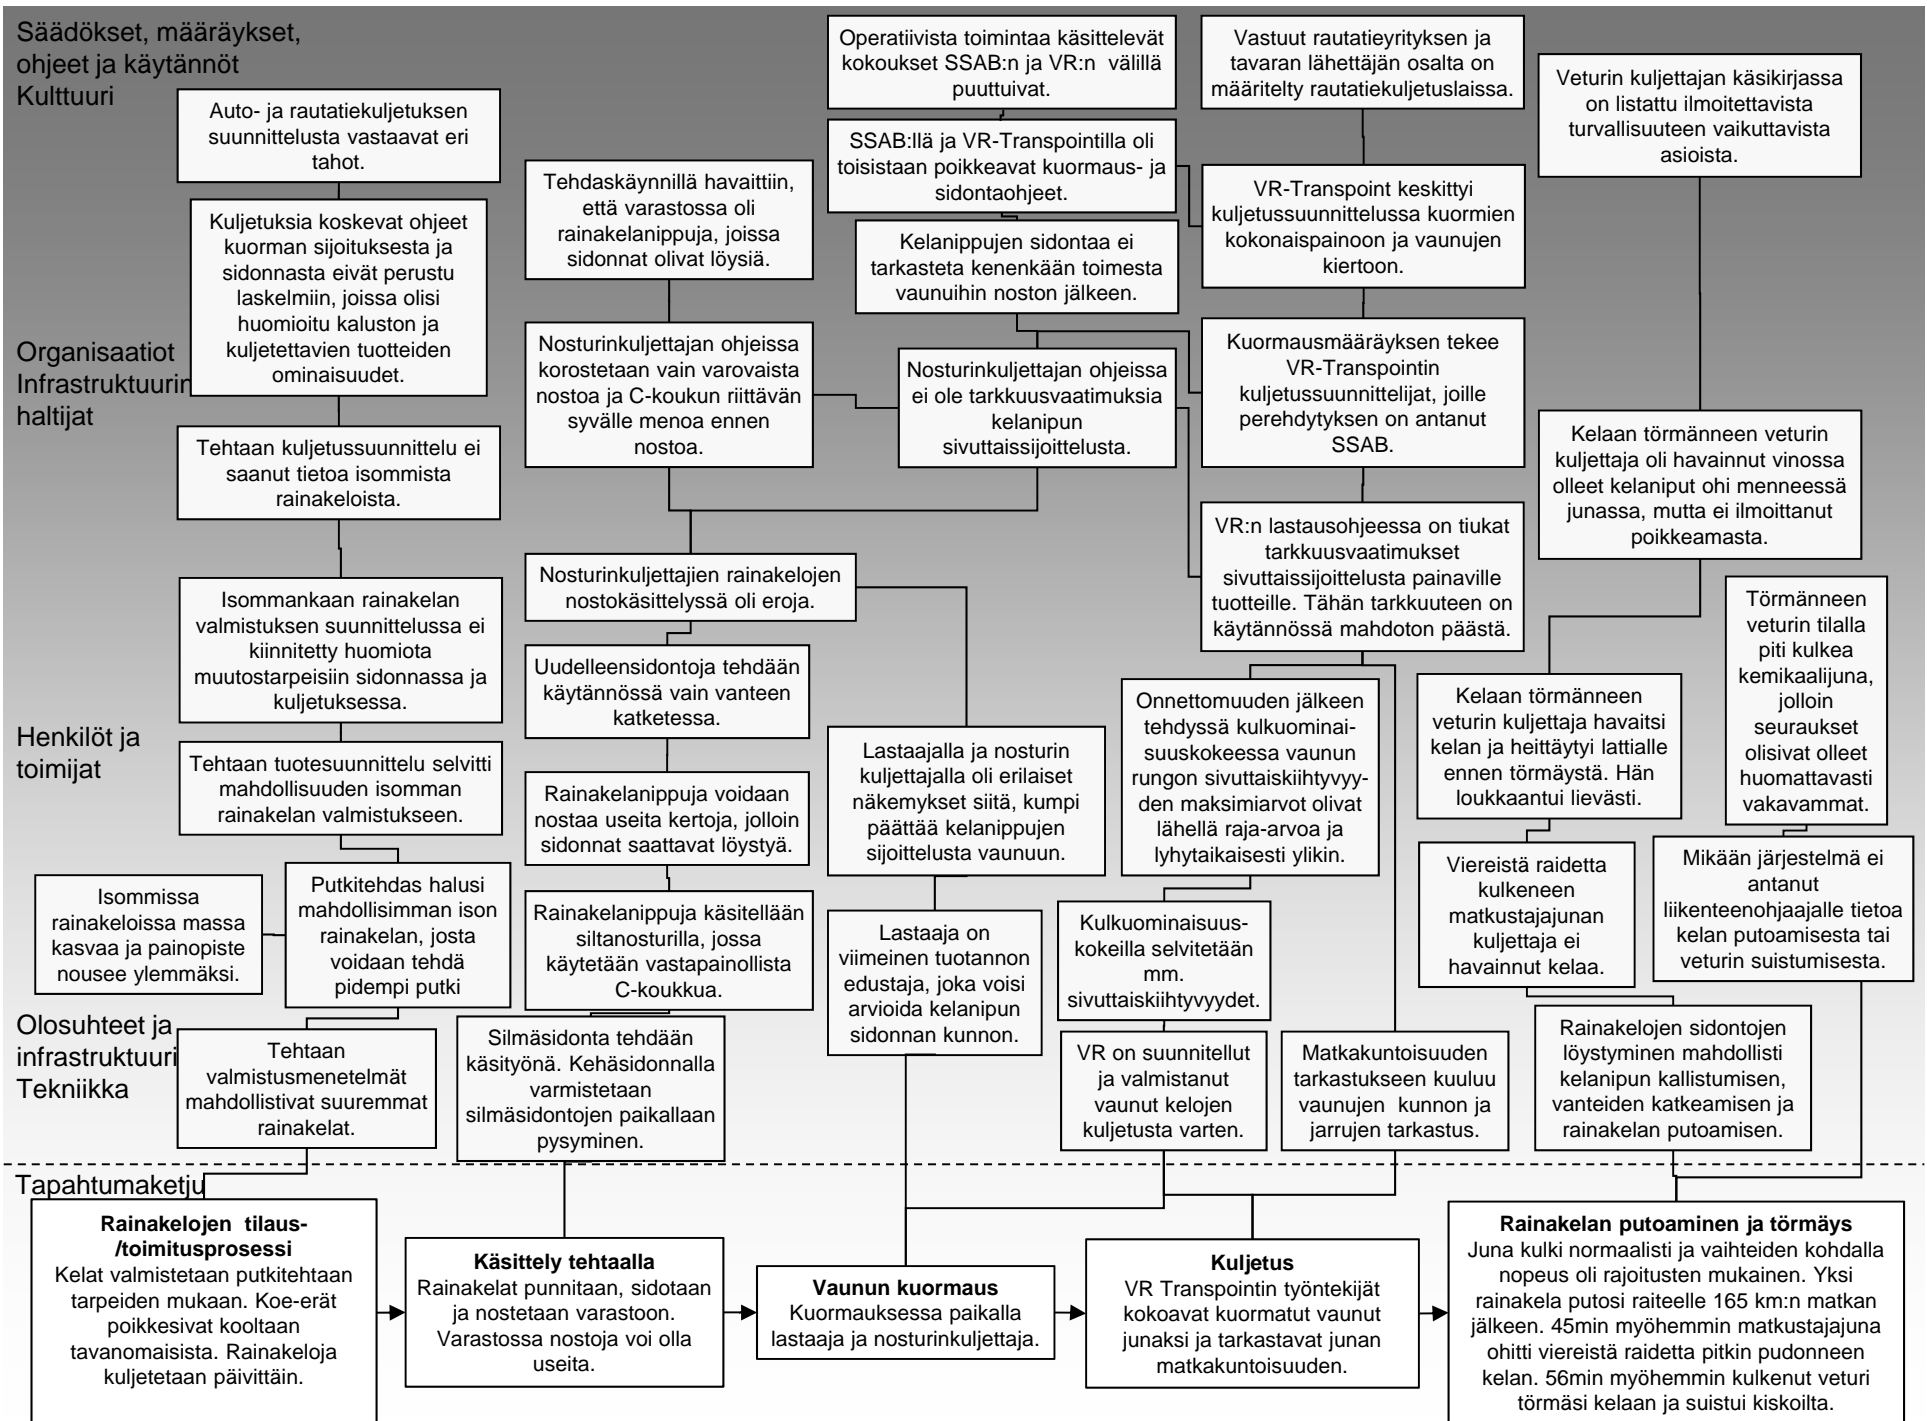 Säädökset, määräykset,
ohjeet ja käytännöt
Kulttuuri
Organisaatiot
Infrastruktuurin
haltijat
Henkilöt ja
toimijat
Olosuhteet ja
infrastruktuuri
Tekniikka
Tapahtumaketju
Auto- ja rautatiekuljetuksen
suunnittelusta vastaavat eri
tahot.
Kuljetuksia koskevat ohjeet
kuorman sijoituksesta ja
sidonnasta eivät perustu
laskelmiin, joissa olisi
huomioitu kaluston ja
kuljetettavien tuotteiden
ominaisuudet.
Tehtaan kuljetussuunnittelu ei
saanut tietoa isommista
rainakeloista.
Isommankaan rainakelan
valmistuksen suunnittelussa ei
kiinnitetty huomiota
muutostarpeisiin sidonnassa ja
kuljetuksessa.
Tehtaan tuotesuunnittelu selvitti
mahdollisuuden isomman
rainakelan valmistukseen.
Isommissa
rainakeloissa massa
kasvaa ja painopiste
nousee ylemmäksi.
Putkitehdas halusi
mahdollisimman ison
rainakelan, josta
voidaan tehdä
pidempi putki
Tehtaan
valmistusmenetelmät
mahdollistivat suuremmat
rainakelat.
Tehdaskäynnillä havaittiin,
että varastossa oli
rainakelanippuja, joissa
sidonnat olivat löysiä.
Nosturinkuljettajan ohjeissa
korostetaan vain varovaista
nostoa ja C-koukun riittävän
syvälle menoa ennen
nostoa.
Nosturinkuljettajien rainakelojen
nostokäsittelyssä oli eroja.
Uudelleensidontoja tehdään
käytännössä vain vanteen
katketessa.
Rainakelanippuja voidaan
nostaa useita kertoja, jolloin
sidonnat saattavat löystyä.
Rainakelanippuja käsitellään
siltanosturilla, jossa
käytetään vastapainollista
C-koukkua.
Silmäsidonta tehdään
käsityönä. Kehäsidonnalla
varmistetaan
silmäsidontojen paikallaan
pysyminen.
Operatiivista toimintaa käsittelevät
kokoukset SSAB:n ja VR:n välillä
puuttuivat.
SSAB:llä ja VR-Transpointilla oli
toisistaan poikkeavat kuormaus- ja
sidontaohjeet.
Kelanippujen sidontaa ei
tarkasteta kenenkään toimesta
vaunuihin noston jälkeen.
Nosturinkuljettajan ohjeissa
ei ole tarkkuusvaatimuksia
kelanipun
sivuttaissijoittelusta.
Lastaajalla ja nosturin
kuljettajalla oli erilaiset
näkemykset siitä, kumpi
päättää kelanippujen
sijoittelusta vaunuun.
Lastaaja on
viimeinen tuotannon
edustaja, joka voisi
arvioida kelanipun
sidonnan kunnon.
Vastuut rautatieyrityksen ja
tavaran lähettäjän osalta on
määritelty rautatiekuljetuslaissa.
VR-Transpoint keskittyi
kuljetussuunnittelussa kuormien
kokonaispainoon ja vaunujen
kiertoon.
Kuormausmääräyksen tekee
VR-Transpointin
kuljetussuunnittelijat, joille
perehdytyksen on antanut
SSAB.
VR:n lastausohjeessa on tiukat
tarkkuusvaatimukset
sivuttaissijoittelusta painaville
tuotteille. Tähän tarkkuuteen on
käytännössä mahdoton päästä.
Onnettomuuden jälkeen
tehdyssä kulkuominai-
suuskokeessa vaunun
rungon sivuttaiskiihtyvyy-
den maksimiarvot olivat
lähellä raja-arvoa ja
lyhytaikaisesti ylikin.
Kulkuominaisuus-
kokeilla selvitetään
mm.
sivuttaiskiihtyvyydet.
VR on suunnitellut
ja valmistanut
vaunut kelojen
kuljetusta varten.
Matkakuntoisuuden
tarkastukseen kuuluu
vaunujen kunnon ja
jarrujen tarkastus.
Veturin kuljettajan käsikirjassa
on listattu ilmoitettavista
turvallisuuteen vaikuttavista
asioista.
Kelaan törmänneen veturin
kuljettaja oli havainnut vinossa
olleet kelaniput ohi menneessä
junassa, mutta ei ilmoittanut
poikkeamasta.
Kelaan törmänneen
veturin kuljettaja havaitsi
kelan ja heittäytyi lattialle
ennen törmäystä. Hän
loukkaantui lievästi.
Törmänneen
veturin tilalla
piti kulkea
kemikaalijuna,
jolloin
seuraukset
olisivat olleet
huomattavasti
vakavammat.
Viereistä raidetta
kulkeneen
matkustajajunan
kuljettaja ei
havainnut kelaa.
Mikään järjestelmä ei
antanut
liikenteenohjaajalle tietoa
kelan putoamisesta tai
veturin suistumisesta.
Rainakelojen sidontojen
löystyminen mahdollisti
kelanipun kallistumisen,
vanteiden katkeamisen ja
rainakelan putoamisen.
Rainakelojen tilaus-
/toimitusprosessi
Kelat valmistetaan putkitehtaan
tarpeiden mukaan. Koe-erät
poikkesivat kooltaan
tavanomaisista. Rainakeloja
kuljetetaan päivittäin.
Käsittely tehtaalla
Rainakelat punnitaan, sidotaan
ja nostetaan varastoon.
Varastossa nostoja voi olla
useita.
Vaunun kuormaus
Kuormauksessa paikalla
lastaaja ja nosturinkuljettaja.
Kuljetus
VR Transpointin työntekijät
kokoavat kuormatut vaunut
junaksi ja tarkastavat junan
matkakuntoisuuden.
Rainakelan putoaminen ja törmäys
Juna kulki normaalisti ja vaihteiden kohdalla
nopeus oli rajoitusten mukainen. Yksi
rainakela putosi raiteelle 165 km:n matkan
jälkeen. 45min myöhemmin matkustajajuna
ohitti viereistä raidetta pitkin pudonneen
kelan. 56min myöhemmin kulkenut veturi
törmäsi kelaan ja suistui kiskoilta.